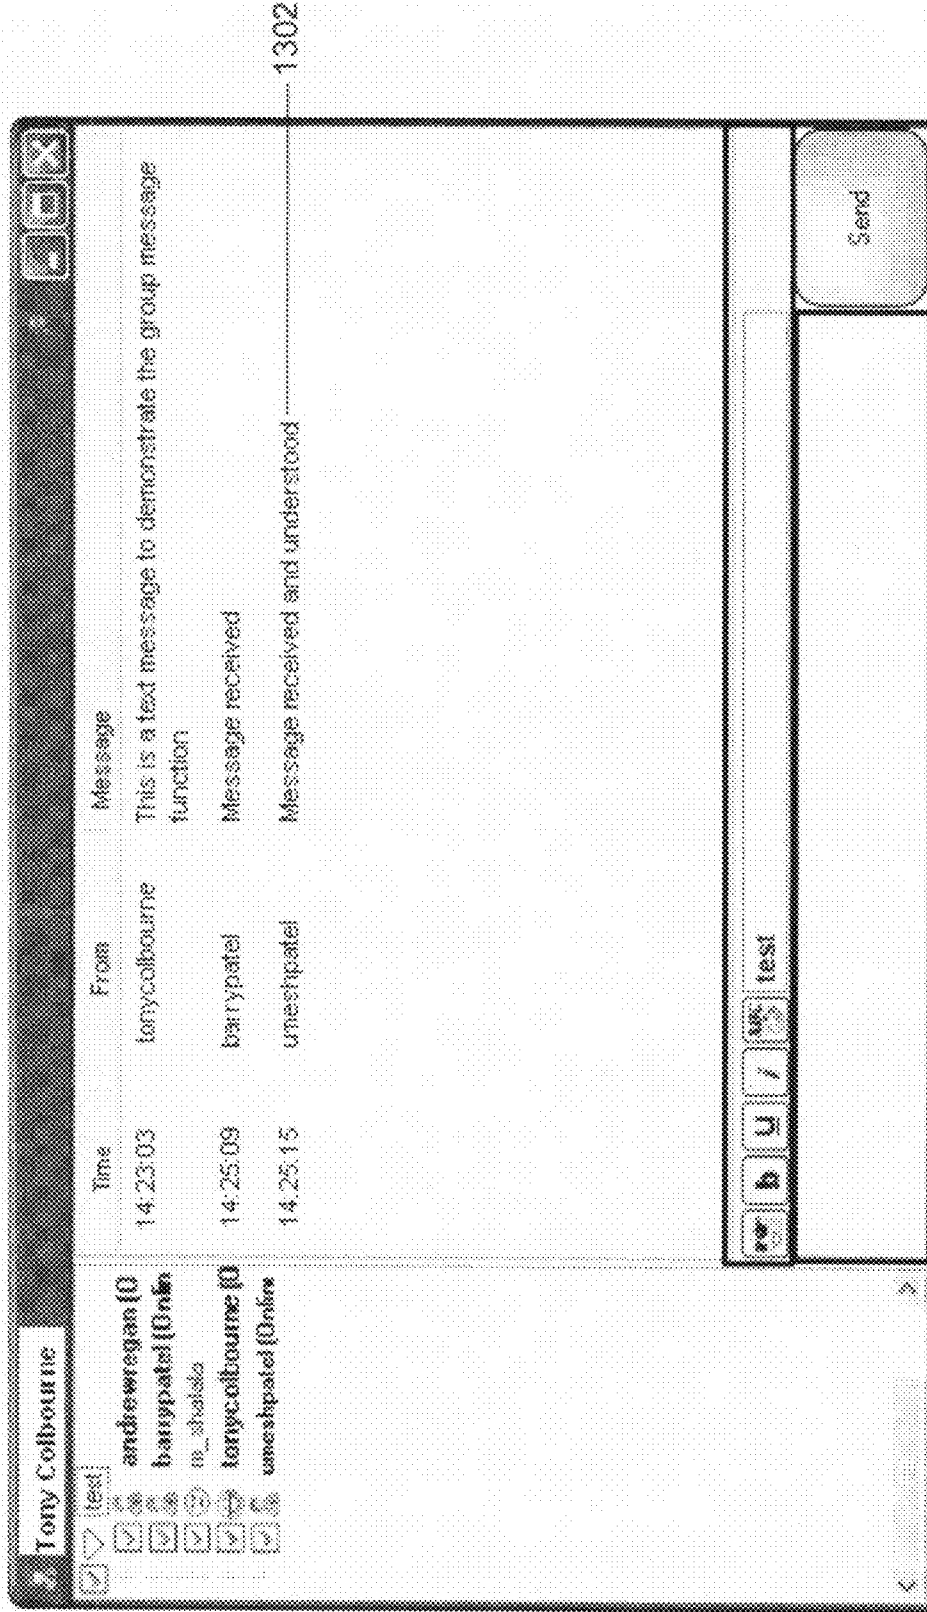 Tony Colbourne
test
andrewregan (O
barrypatel (Onlin
tonycolbourne (O
umeshpatel (Online
Time From Message
14:23:03 tonycolbourne This is a text message to demonstrate the group message
function
14:25:09 barrypatel Message received
14:25:15 umeshpatel Message received and understood
1302
b u i test
Send